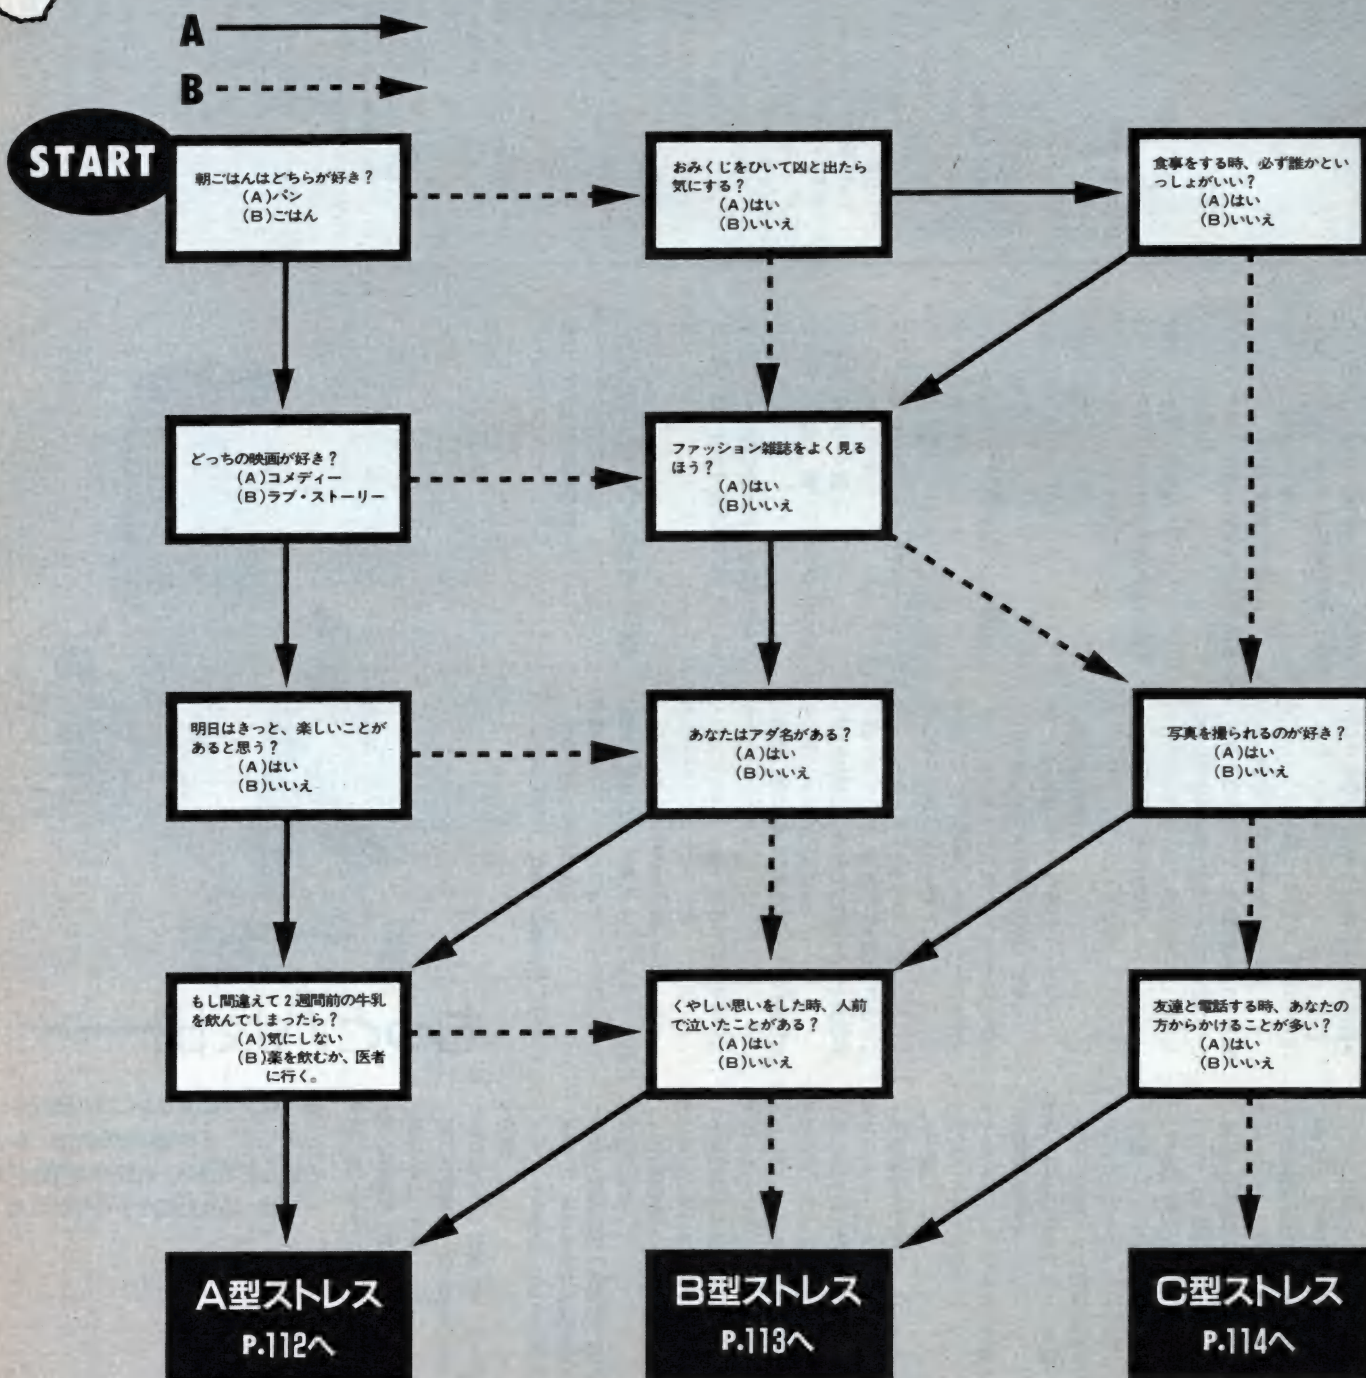 A
B
START
朝ごはんはどちらが好き？
(A)パン
(B)ごはん
おみくじをひいて凶と出たら
気にする？
(A)はい
(B)いいえ
食事をする時、必ず誰かとい
っしょがいい？
(A)はい
(B)いいえ
どっちの映画が好き？
(A)コメディー
(B)ラブ・ストーリー
ファッション雑誌をよく見る
ほう？
(A)はい
(B)いいえ
明日はきっと、楽しいことが
あると思う？
(A)はい
(B)いいえ
あなたはアダ名がある？
(A)はい
(B)いいえ
写真を撮られるのが好き？
(A)はい
(B)いいえ
もし間違えて2週間前の牛乳
を飲んでしまったら？
(A)気にしない
(B)薬を飲むか、医者
に行く。
くやしい思いをした時、人前
で泣いたことがある？
(A)はい
(B)いいえ
友達と電話する時、あなたの
方からかけることが多い？
(A)はい
(B)いいえ
A型ストレス
P.112へ
B型ストレス
P.113へ
C型ストレス
P.114へ